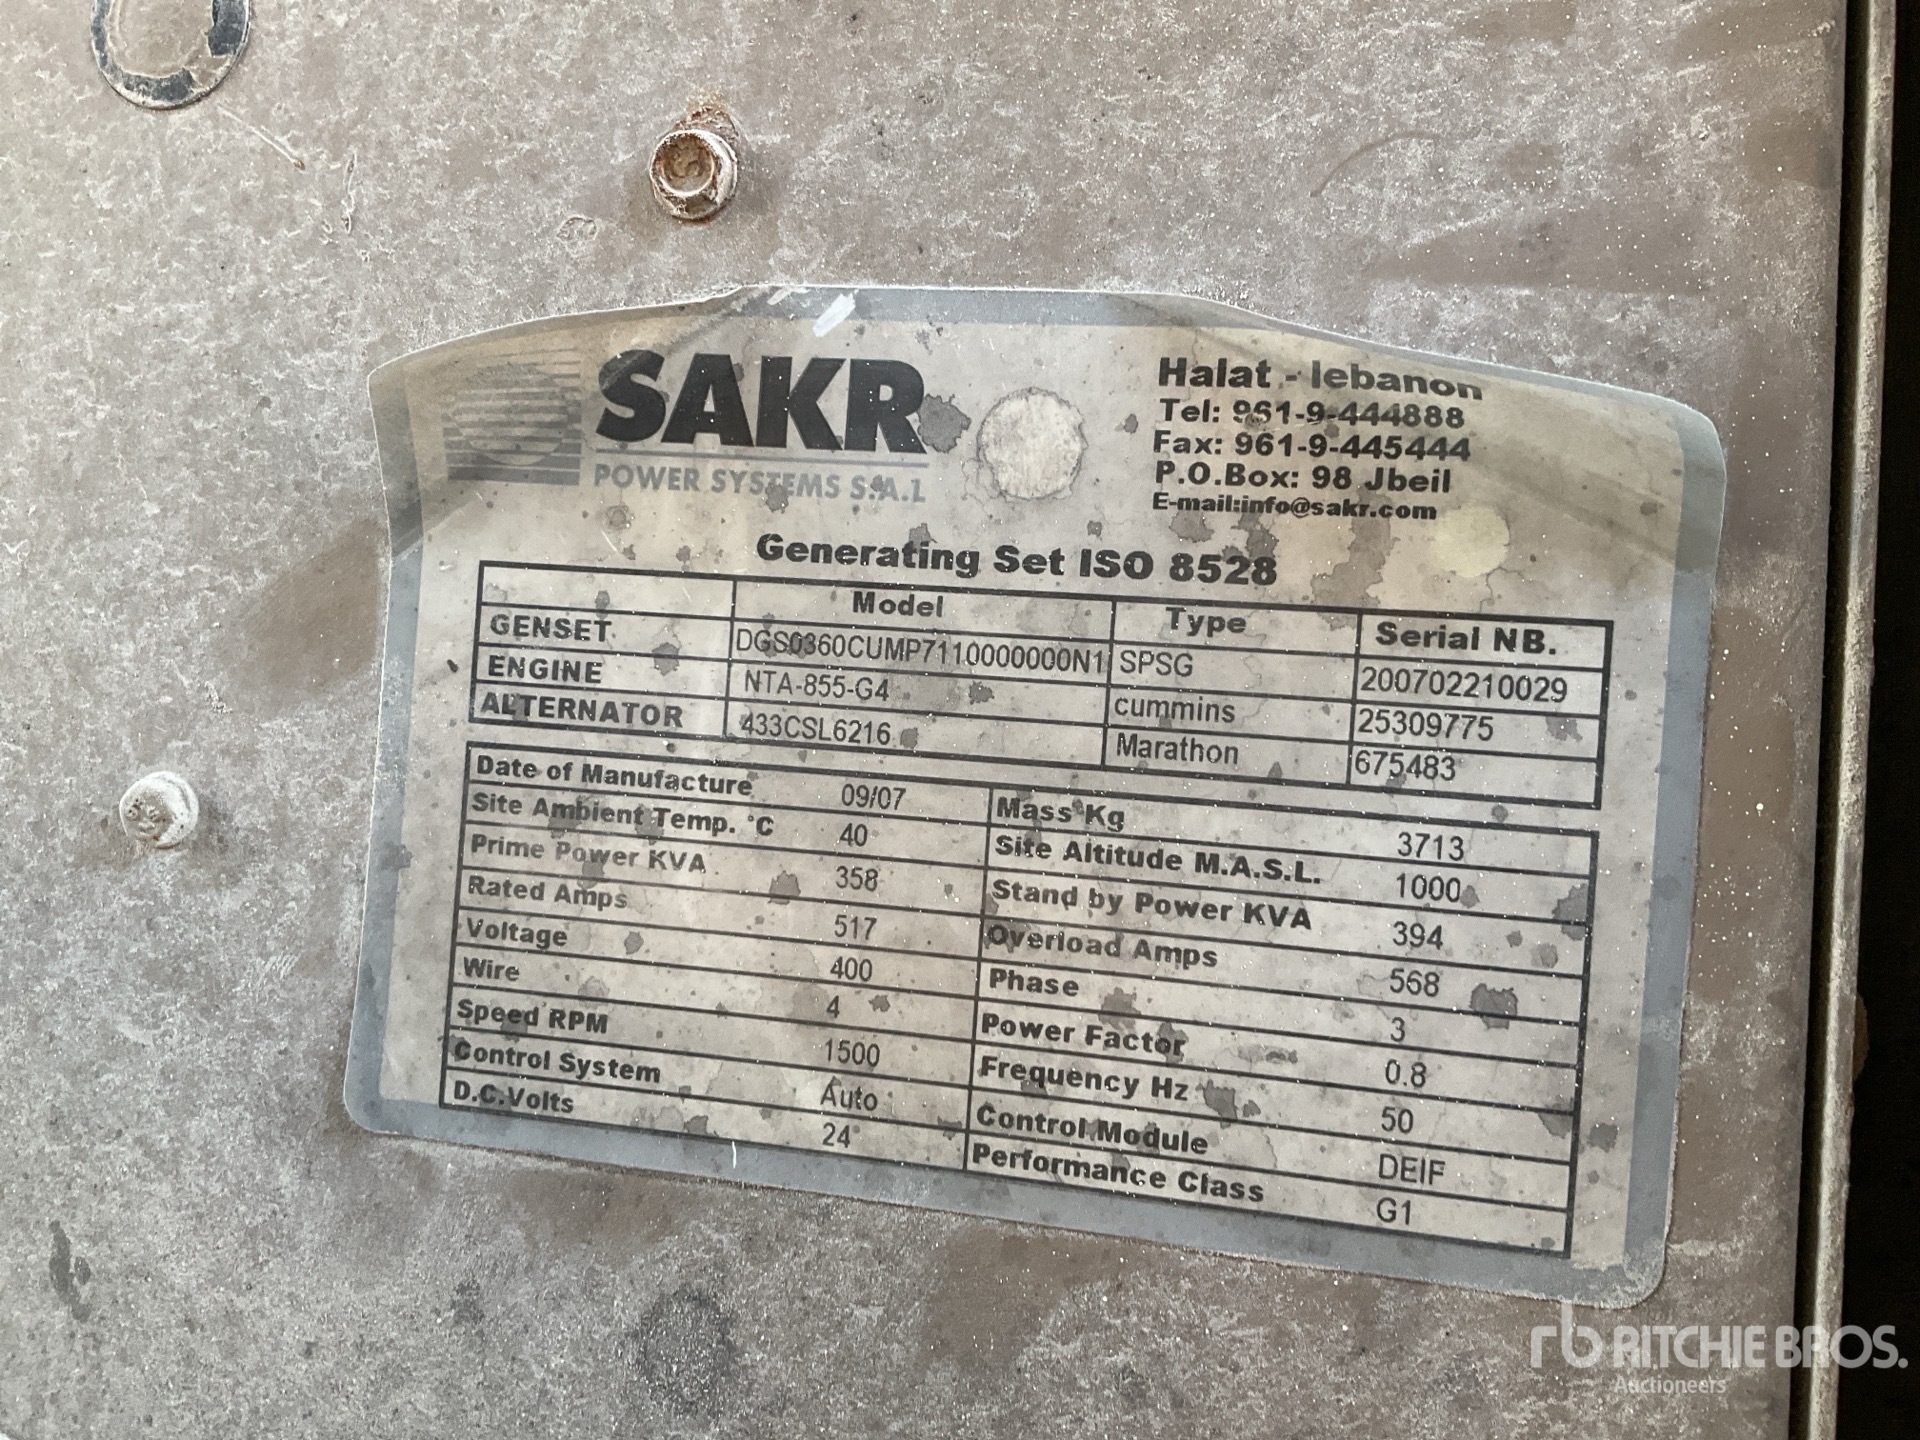 SAKR
POWER SYSTEMS S.A.L
Halat - lebanon
Tel: 961-9-444888
Fax: 961-9-445444
P.O.Box: 98 Jbeil
E-mail:info@sakr.com
Generating Set ISO 8528
Model Type Serial NB.
GENSET DGS0360CUMP7110000000N1 SPSG 200702210029
ENGINE NTA-855-G4 cummins 25309775
ALTERNATOR 433CSL6216 Marathon 675483
Date of Manufacture 09/07 Mass Kg 3713
Site Ambient Temp. °C 40 Site Altitude M.A.S.L. 1000
Prime Power KVA 358 Stand by Power KVA 394
Rated Amps 517 Overload Amps 568
Voltage 400 Phase 3
Wire 4 Power Factor 0.8
Speed RPM 1500 Frequency Hz 50
Control System Auto Control Module DEIF
D.C.Volts 24 Performance Class G1
rb RITCHIE BROS.
Auctioneers